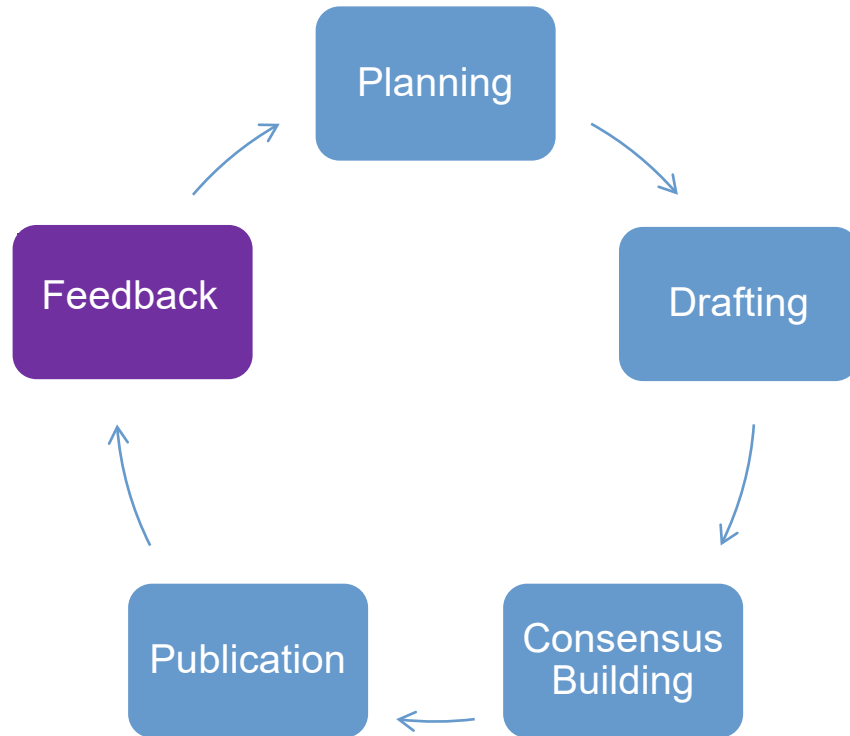 Planning
Feedback
Drafting
Publication
Consensus
Building